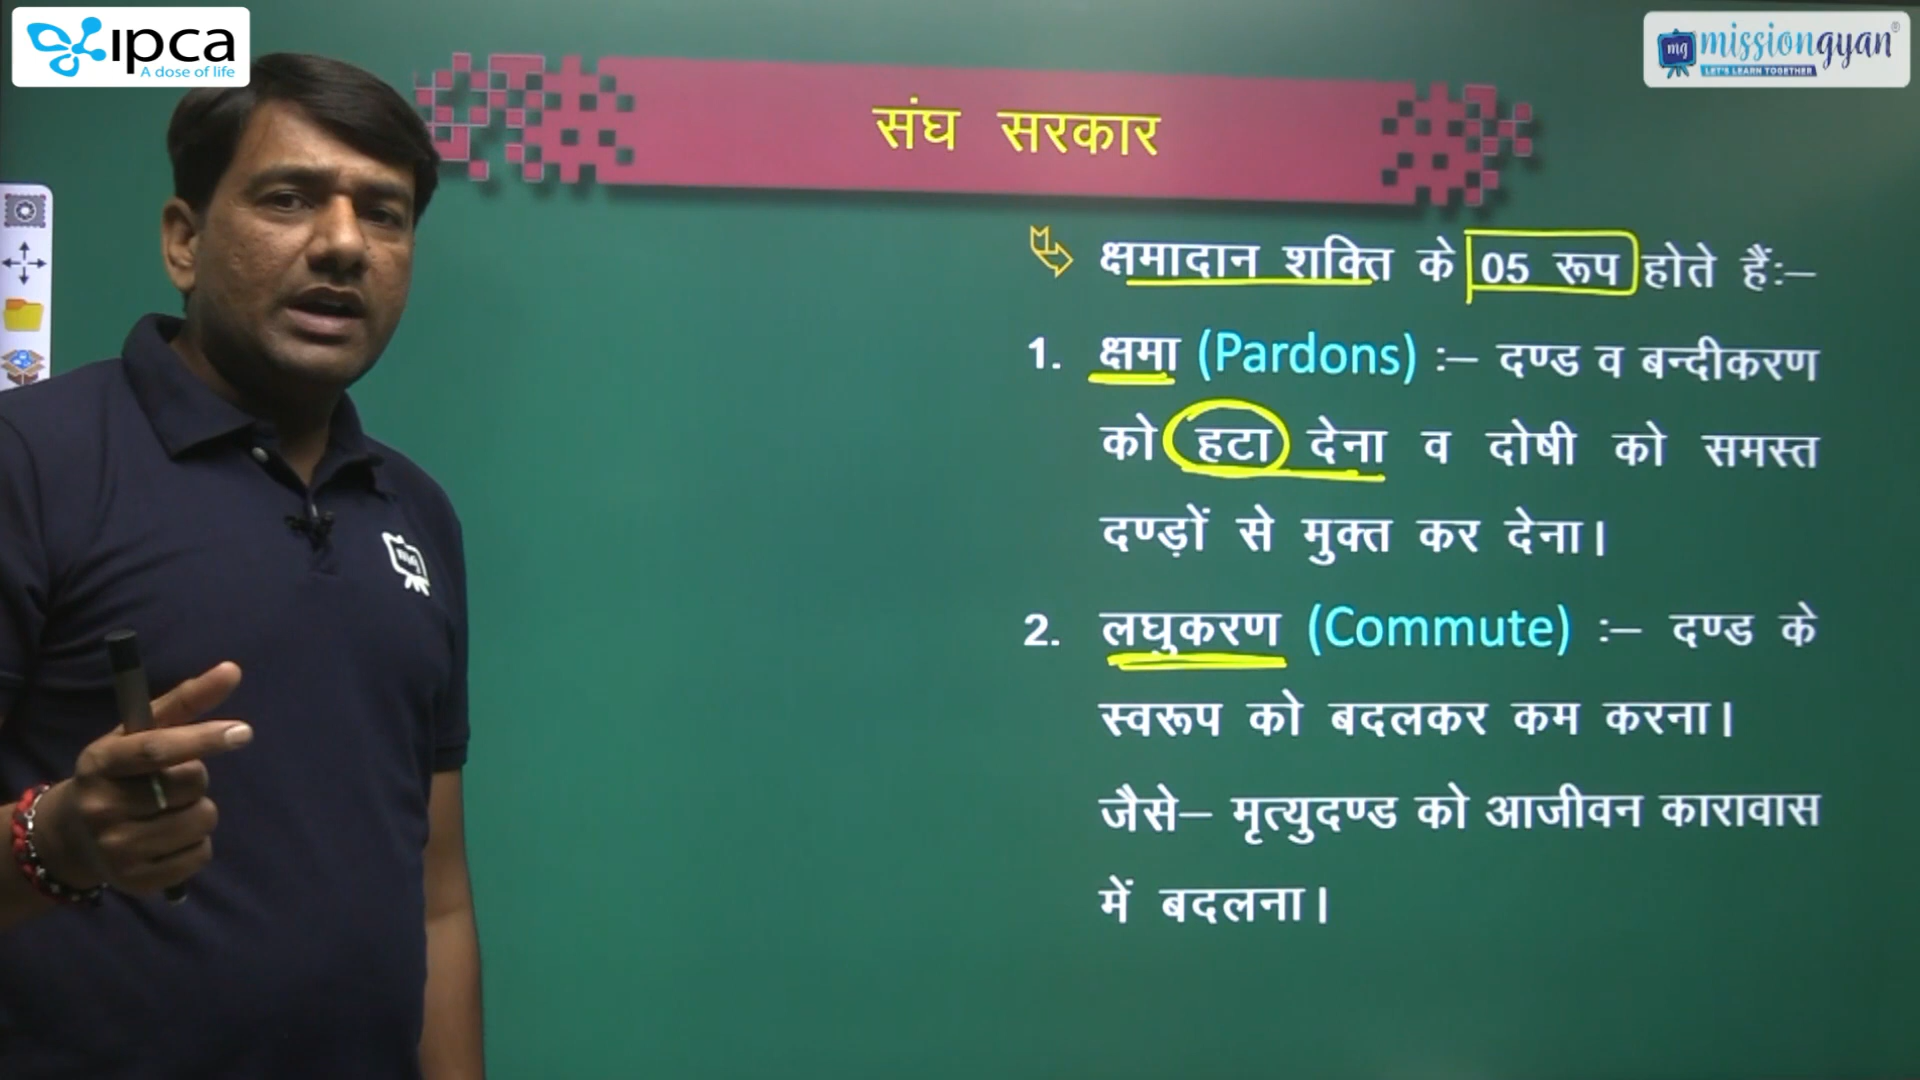 ipca
A dose of life
mg missiongyan®
LET'S LEARN TOGETHER
संघ सरकार
क्षमादान शक्ति के 05 रूप होते हैं:–
1. क्षमा (Pardons) :– दण्ड व बन्दीकरण
को हटा देना व दोषी को समस्त
दण्ड़ों से मुक्त कर देना।
2. लघुकरण (Commute) :– दण्ड के
स्वरूप को बदलकर कम करना।
जैसे– मृत्युदण्ड को आजीवन कारावास
में बदलना।
mg